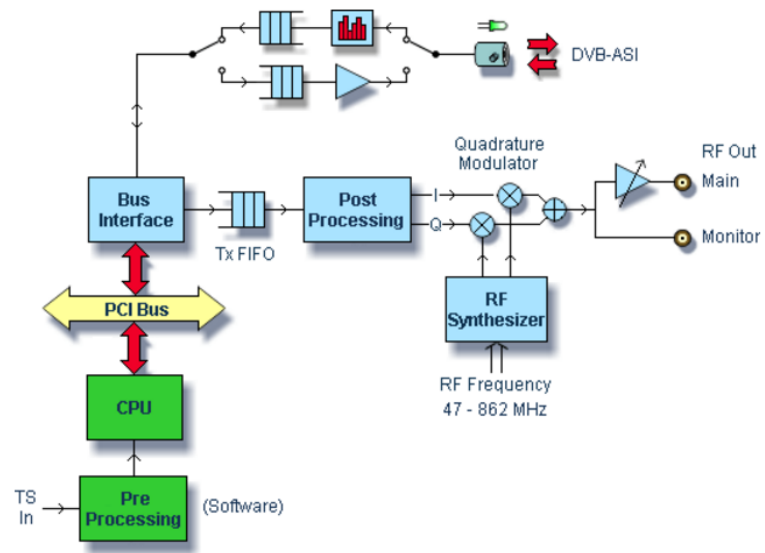 DVB-ASI
Quadrature
Modulator
RF Out
Bus
Interface
Tx FIFO
Post
Processing
I
Q
Main
Monitor
PCI Bus
RF
Synthesizer
RF Frequency
47 - 862 MHz
CPU
TS
In
Pre
Processing
(Software)